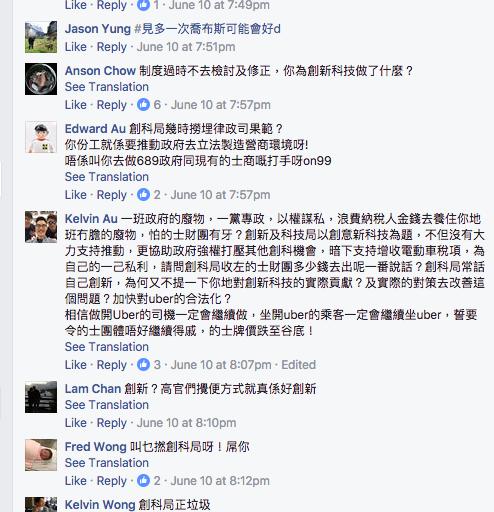 Like · Reply · 1 · June 10 at 7:49pm
Jason Yung #見多一次喬布斯可能會好d
Like · Reply · June 10 at 7:51pm
Anson Chow 制度過時不去檢討及修正，你為創新科技做了什麼？
See Translation
Like · Reply · 6 · June 10 at 7:57pm
Edward Au 創科局幾時撈埋律政司果範？
你份工就係要推動政府去立法製造營商環境呀!
唔係叫你去做689政府同現有的士商嘅打手呀on99
See Translation
Like · Reply · 2 · June 10 at 7:57pm
Kelvin Au 一班政府的廢物，一黨專政，以權謀私，浪費納稅人金錢去養住你地
班冇膽的廢物，怕的士財團有牙？創新及科技局以創意新科技為題，不但沒有大
力支持推動，更協助政府強權打壓其他創科機會，暗下支持增收電動車稅項，為
自己的一己私利，請問創科局收左的士財團多少錢去出呢一番說話？創科局常話
自己創新，為何又不提一下你地對創新科技的實際貢獻？及實際的對策去改善這
個問題？加快對uber的合法化？
相信做開Uber的司機一定會繼續做，坐開uber的乘客一定會繼續坐uber，誓要
令的士團體唔好繼續得戚，的士牌價跌至谷底！
See Translation
Like · Reply · 3 · June 10 at 8:07pm · Edited
Lam Chan 創新？高官們攪便方式就真係好創新
See Translation
Like · Reply · June 10 at 8:10pm
Fred Wong 叫乜撚創科局呀！屌你
See Translation
Like · Reply · 2 · June 10 at 8:12pm
Kelvin Wong 創科局正垃圾